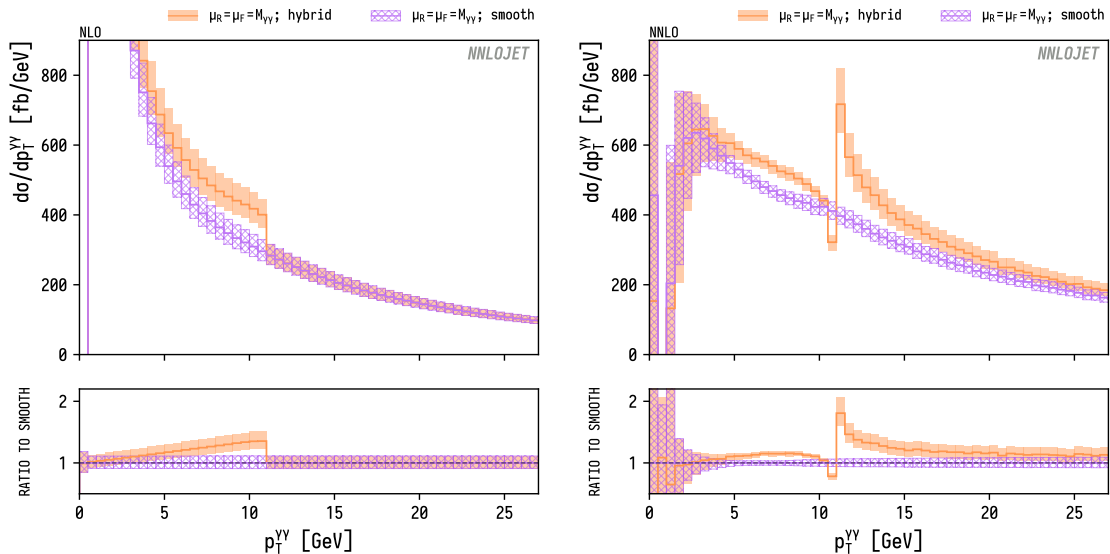 μR=μF=Mγγ; hybrid
μR=μF=Mγγ; smooth
NLO
NNLOJET
dσ/dpTγγ [fb/GeV]
800
600
400
200
0
RATIO TO SMOOTH
2
1
0 5 10 15 20 25
pTγγ [GeV]
μR=μF=Mγγ; hybrid
μR=μF=Mγγ; smooth
NNLO
NNLOJET
dσ/dpTγγ [fb/GeV]
800
600
400
200
0
RATIO TO SMOOTH
2
1
0 5 10 15 20 25
pTγγ [GeV]